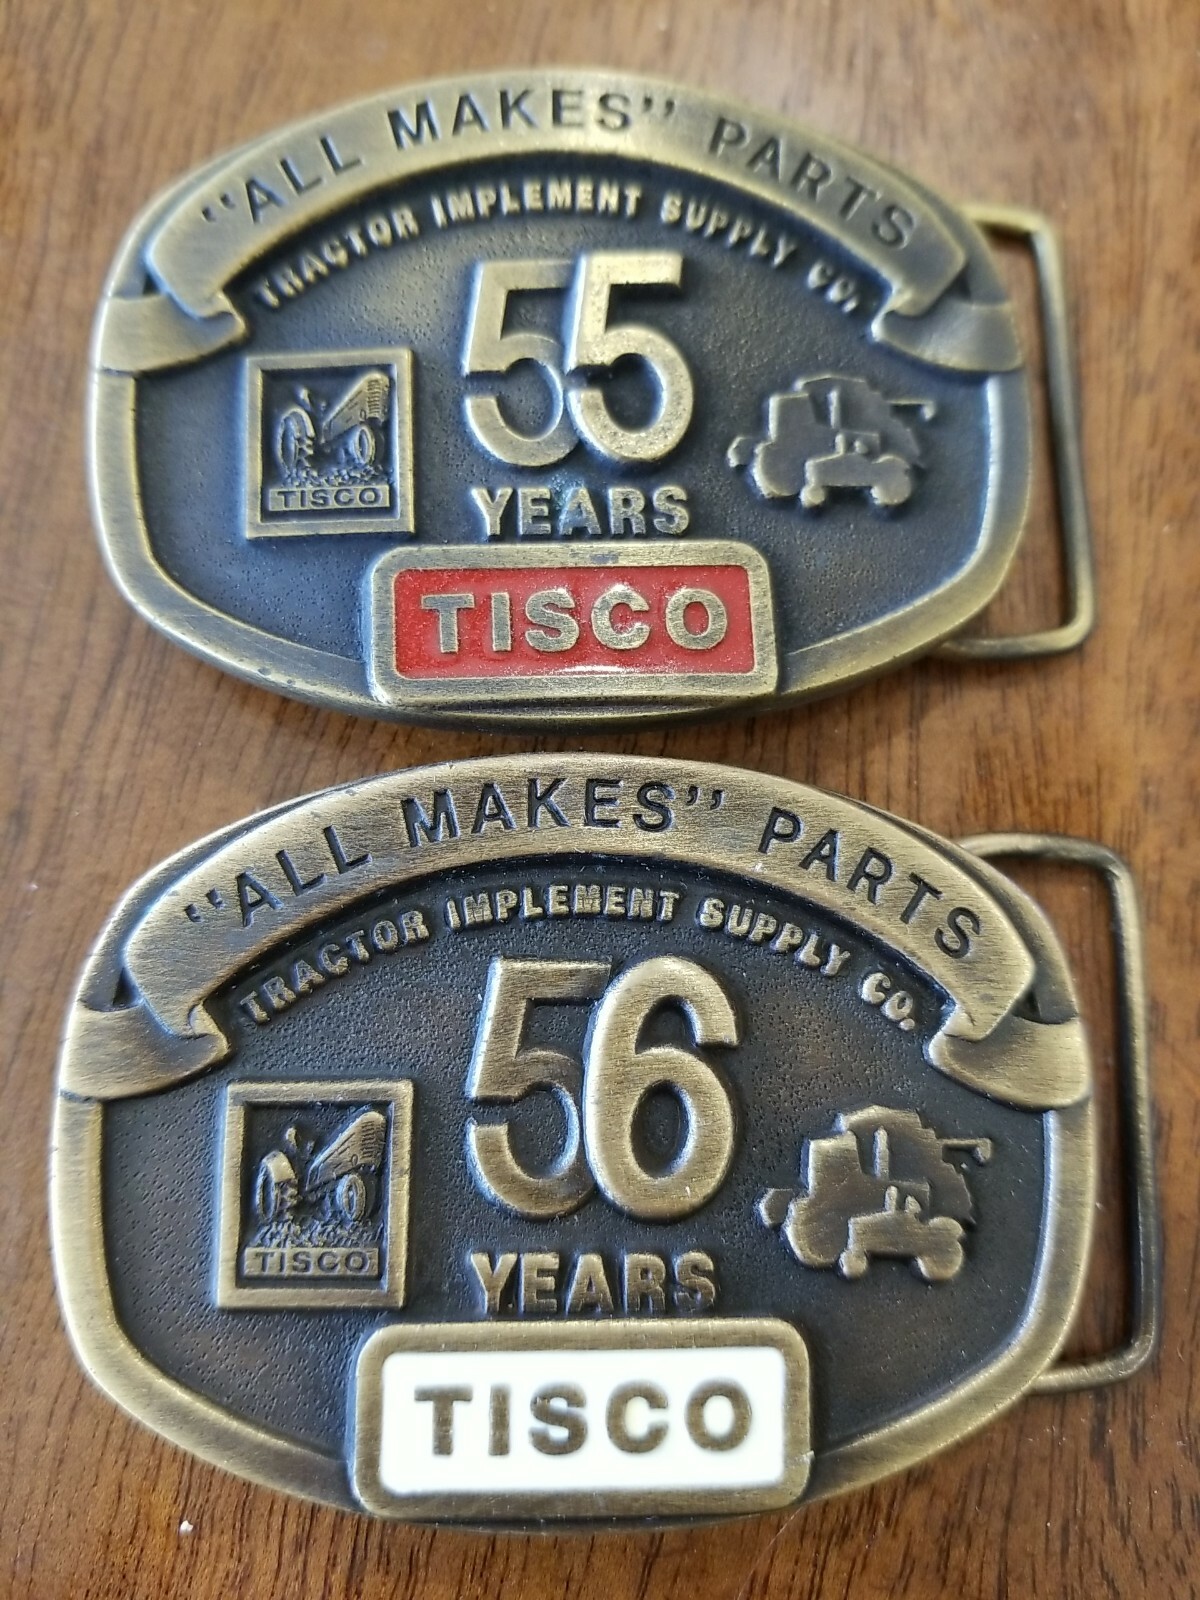 "ALL MAKES" PARTS
TRACTOR IMPLEMENT SUPPLY CO.
55
TISCO
YEARS
TISCO
"ALL MAKES" PARTS
TRACTOR IMPLEMENT SUPPLY CO.
56
TISCO
YEARS
TISCO